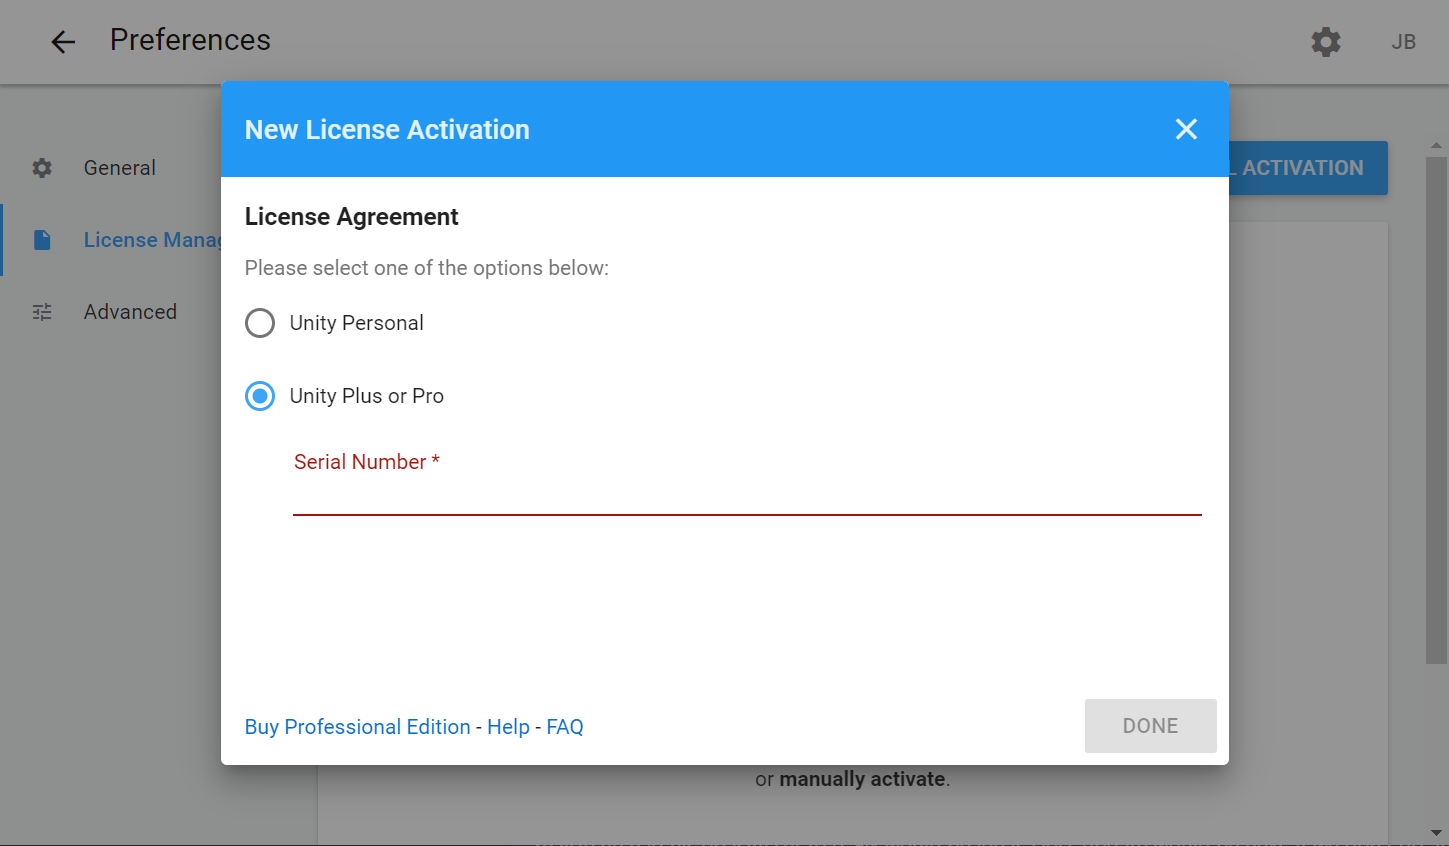 Preferences
JB
New License Activation
General
L ACTIVATION
License Agreement
License Manag
Please select one of the options below:
Advanced
Unity Personal
Unity Plus or Pro
Serial Number *
Buy Professional Edition - Help - FAQ
DONE
or manually activate.